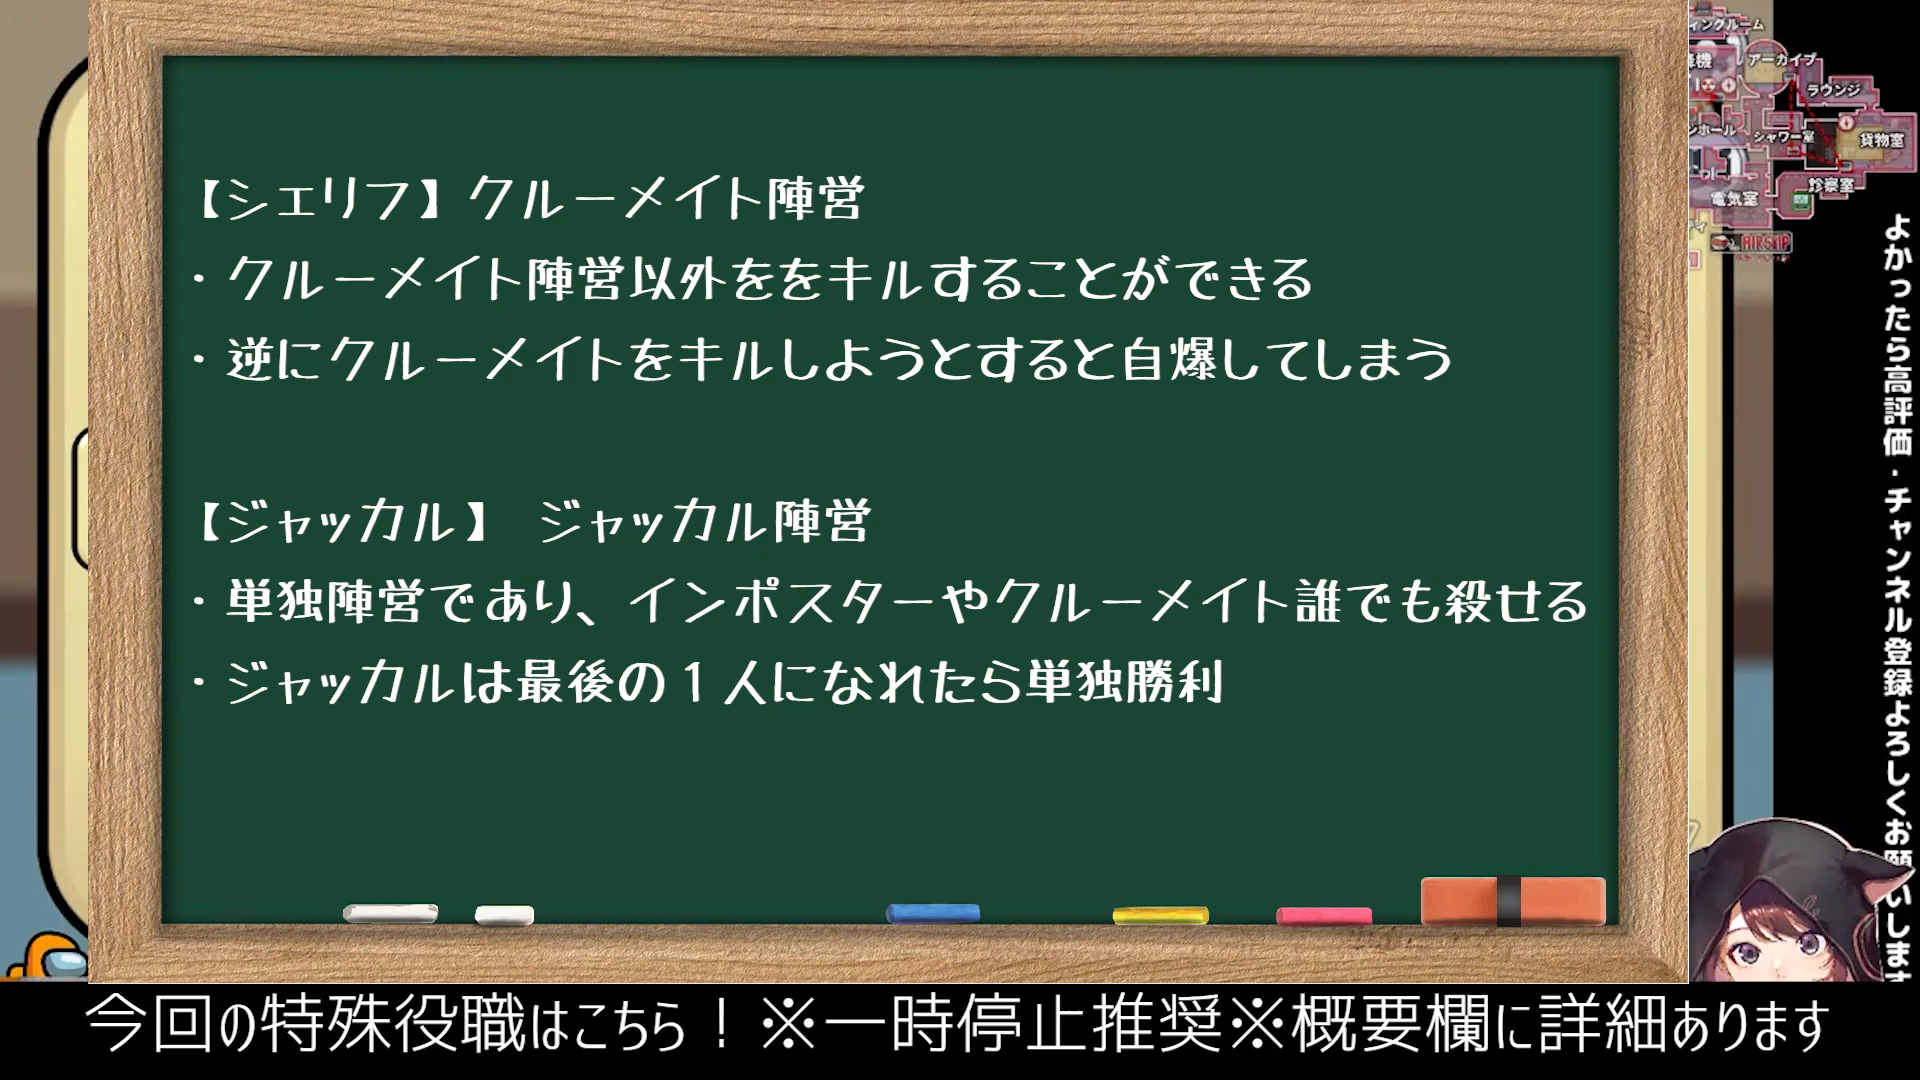 【シェリフ】クルーメイト陣営
・クルーメイト陣営以外ををキルすることができる
・逆にクルーメイトをキルしようとすると自爆してしまう
【ジャッカル】 ジャッカル陣営
・単独陣営であり、インポスターやクルーメイト誰でも殺せる
・ジャッカルは最後の１人になれたら単独勝利
ィングルーム
アーカイブ
ラウンジ
シャワー室
貨物室
診察室
電気室
AIRSHIP
よかったら高評価・チャンネル登録よろしくお願いします
今回の特殊役職はこちら！※一時停止推奨※概要欄に詳細あります